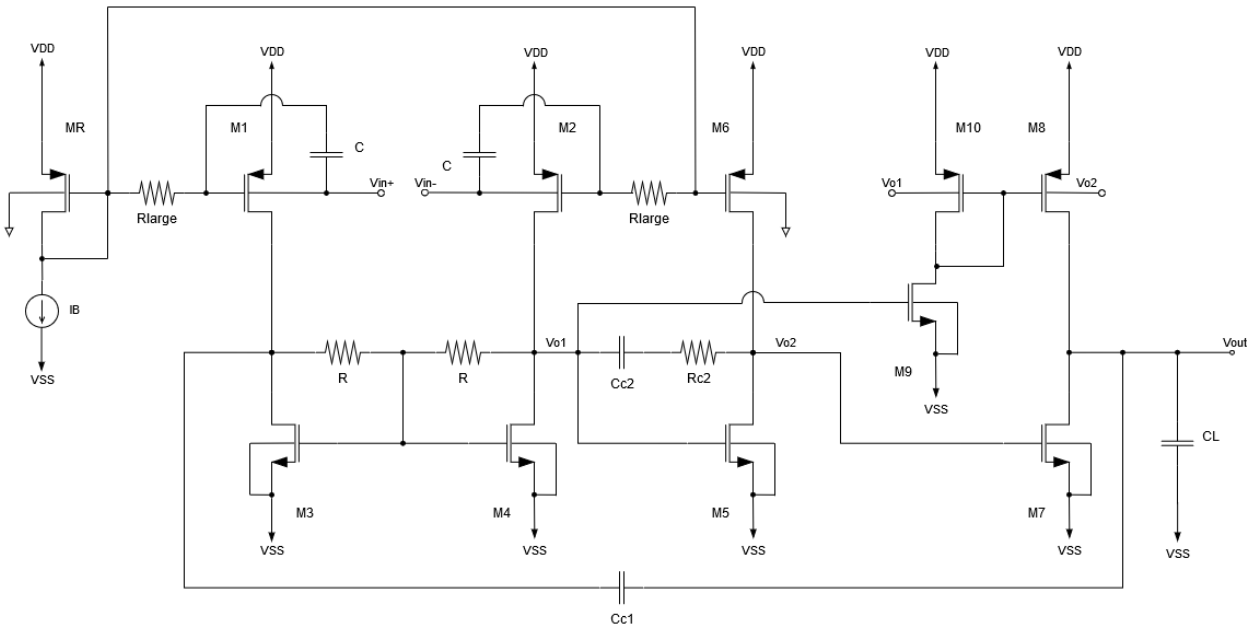 VDD
VDD
VDD
VDD
VDD
VDD
MR
M1
M2
M6
M10
M8
C
C
Vin+
Vin-
Vo1
Vo2
Rlarge
Rlarge
IB
Vo1
Vo2
Vout
VSS
R
R
Cc2
Rc2
M9
VSS
CL
M3
M4
M5
M7
VSS
VSS
VSS
VSS
VSS
Cc1